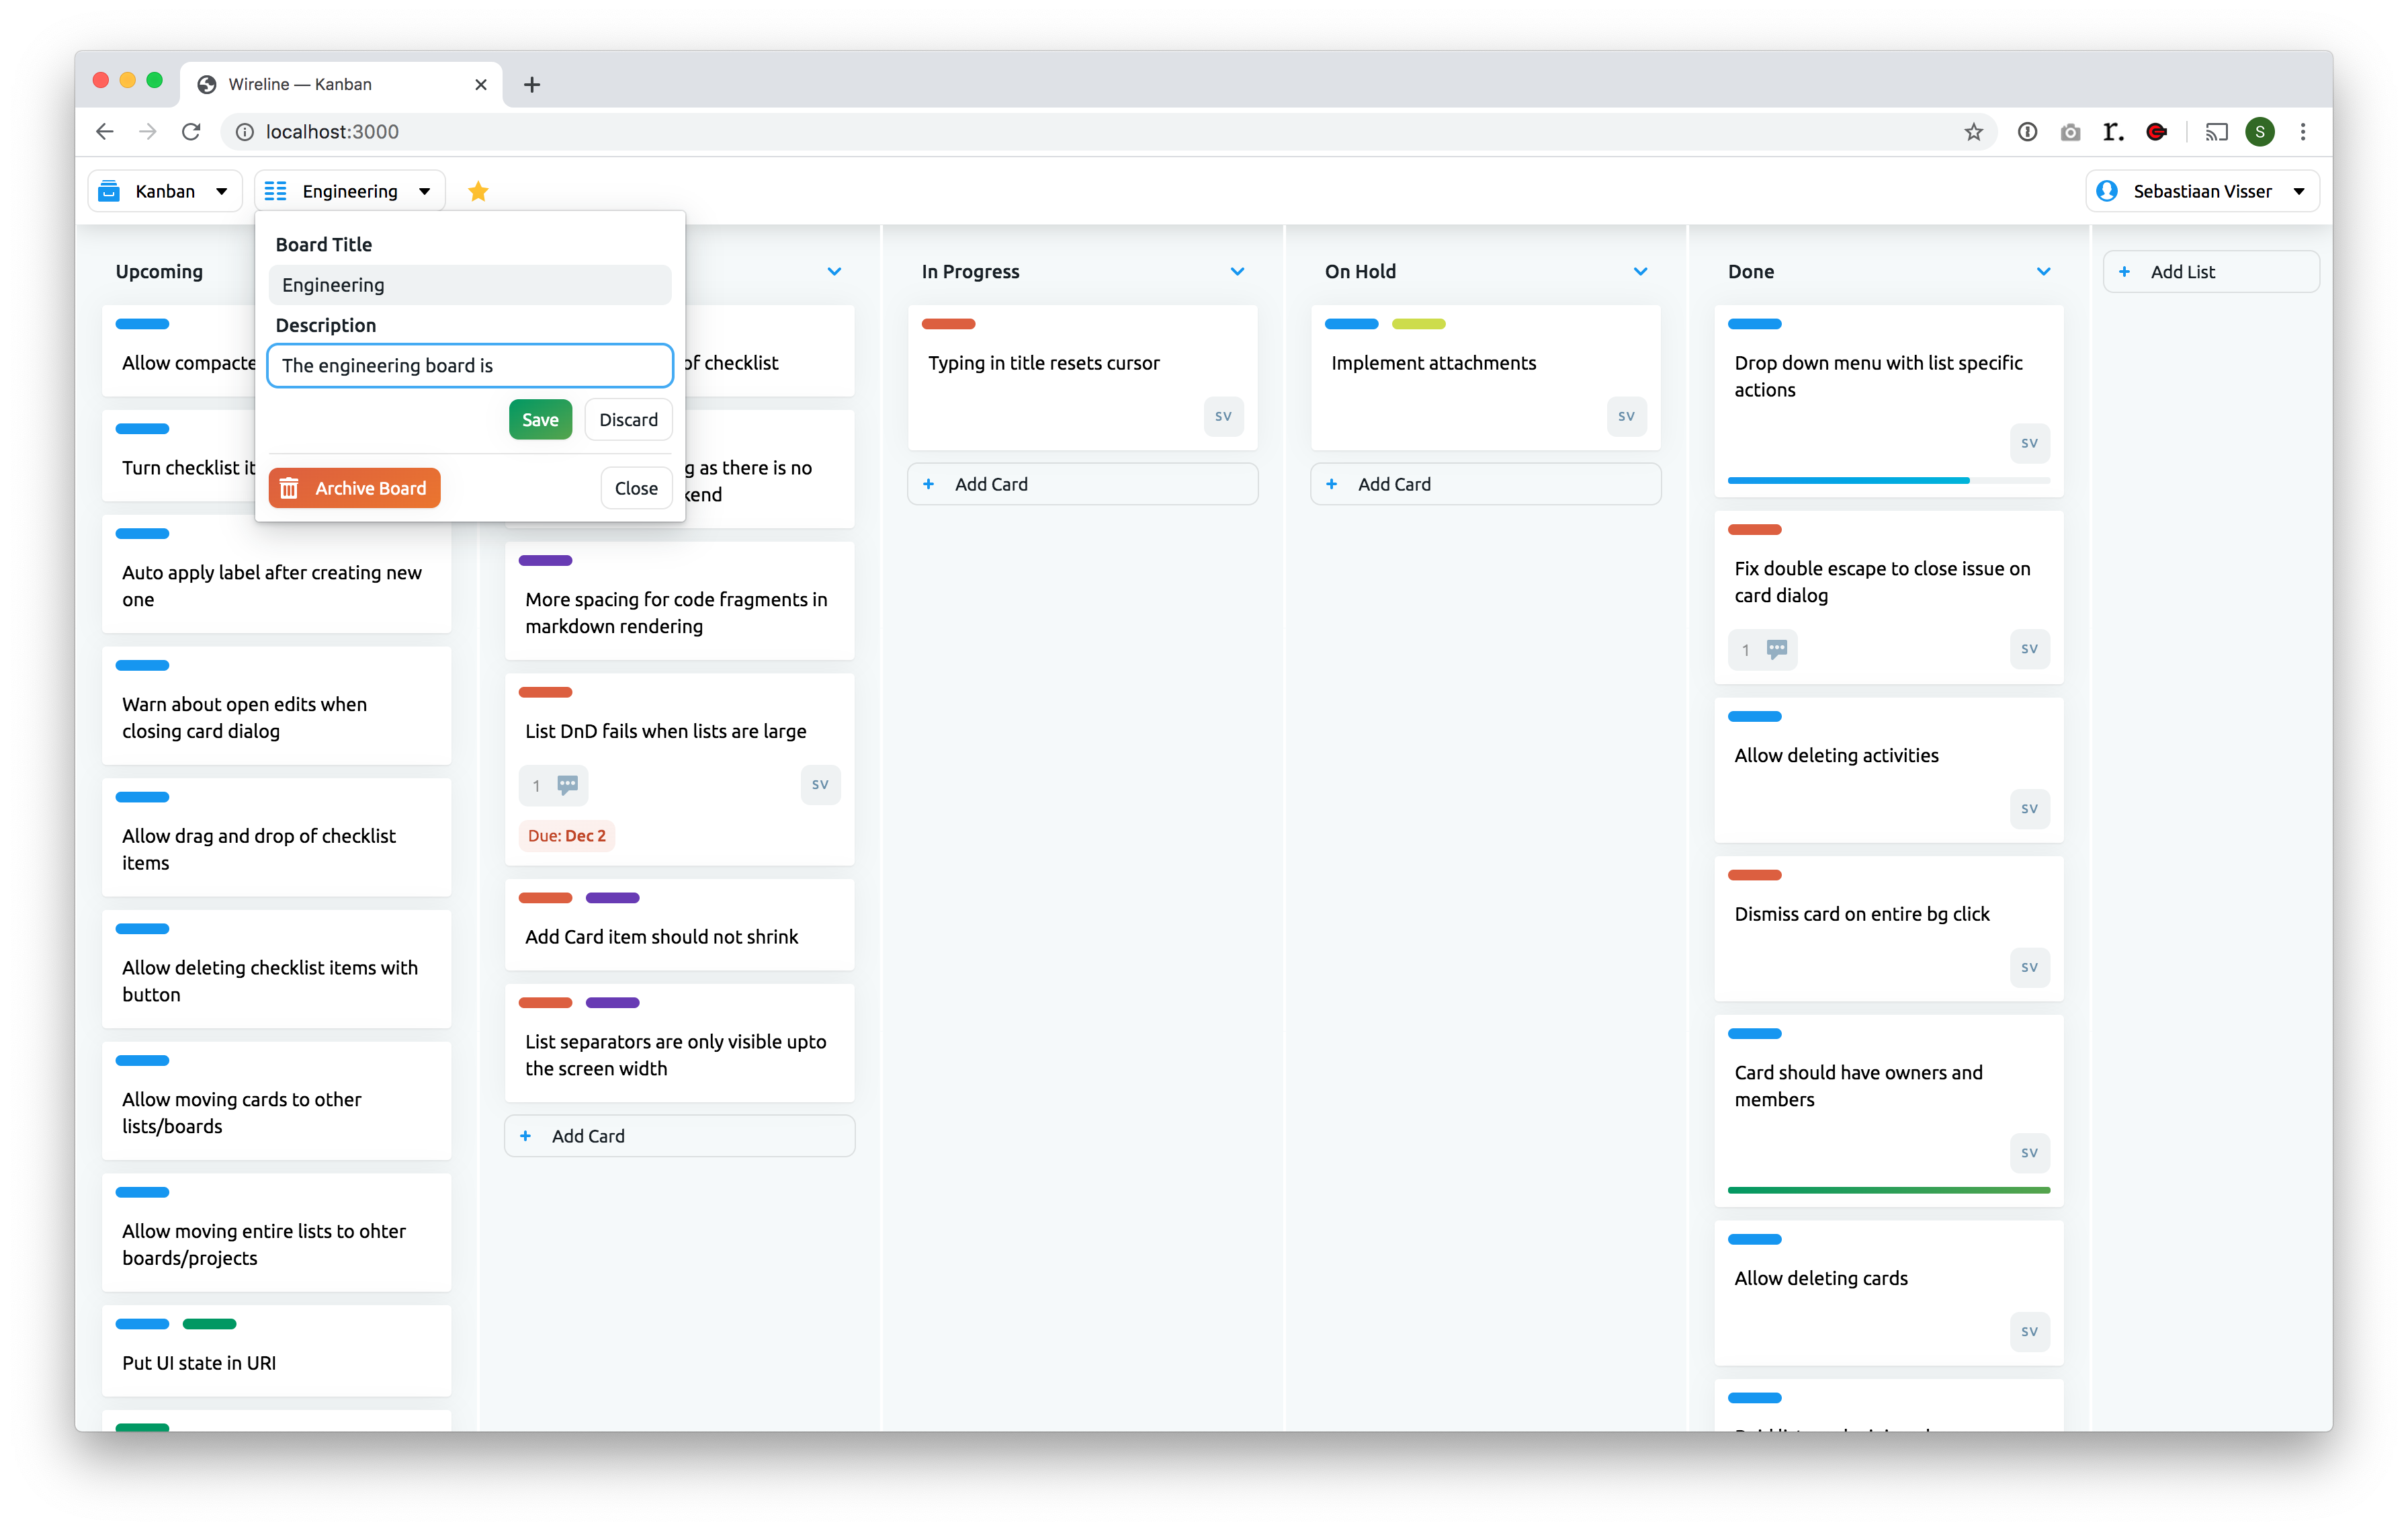 Wireline — Kanban
localhost:3000
S
Kanban
Engineering
Sebastiaan Visser
Board Title
Engineering
Description
The engineering board is
Save
Discard
Archive Board
Close
Upcoming
Allow compacte
Turn checklist it
Auto apply label after creating new
one
Warn about open edits when
closing card dialog
Allow drag and drop of checklist
items
Allow deleting checklist items with
button
Allow moving cards to other
lists/boards
Allow moving entire lists to ohter
boards/projects
Put UI state in URI
of checklist
g as there is no
kend
More spacing for code fragments in
markdown rendering
List DnD fails when lists are large
1
SV
Due: Dec 2
Add Card item should not shrink
List separators are only visible upto
the screen width
+ Add Card
In Progress
Typing in title resets cursor
SV
+ Add Card
On Hold
Implement attachments
SV
+ Add Card
Done
Drop down menu with list specific
actions
SV
Fix double escape to close issue on
card dialog
1
SV
Allow deleting activities
SV
Dismiss card on entire bg click
SV
Card should have owners and
members
SV
Allow deleting cards
SV
+ Add List